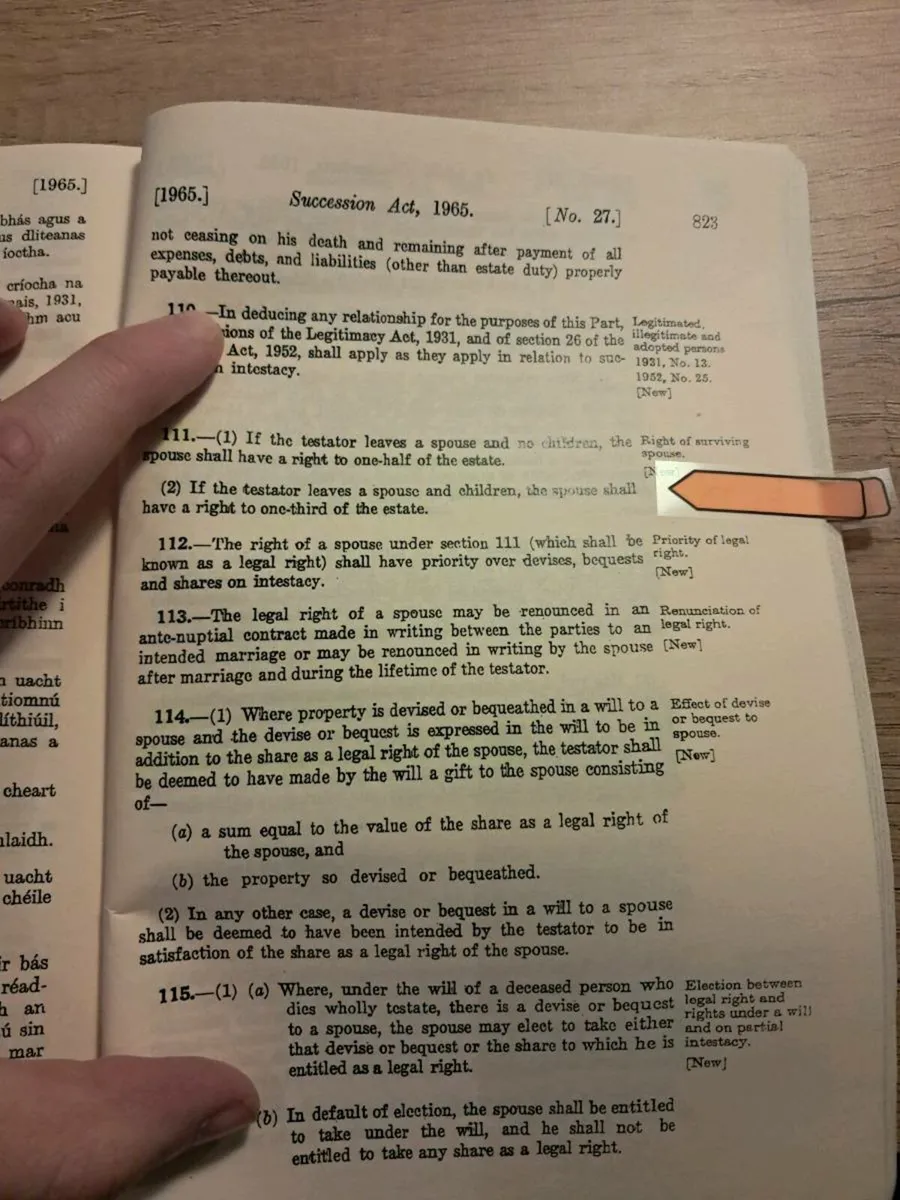 [1965.]
bhás agus a
us dliteanas
íoctha.
críochа na
ais, 1931,
hm acu
conradh
rtithe i
uacht
tiomnú
líthiúil,
anas a
cheart
laidh.
uacht
chéile
r bás
réad-
an
ú sin
mar
[1965.] Succession Act, 1965. [No. 27.] 823
not ceasing on his death and remaining after payment of all
expenses, debts, and liabilities (other than estate duty) properly
payable thereout.
110.—In deducing any relationship for the purposes of this Part,
of the Legitimacy Act, 1931, and of section 26 of the
Act, 1952, shall apply as they apply in relation to suc-
intestacy.
Legitimated,
illegitimate and
adopted persons
1931, No. 13.
1952, No. 25.
[New]
111.—(1) If the testator leaves a spouse and no children, the
spouse shall have a right to one-half of the estate.
Right of surviving
spouse.
(2) If the testator leaves a spouse and children, the spouse shall
have a right to one-third of the estate.
112.—The right of a spouse under section 111 (which shall be
known as a legal right) shall have priority over devises, bequests
and shares on intestacy.
Priority of legal
right.
[New]
113.—The legal right of a spouse may be renounced in an
ante-nuptial contract made in writing between the parties to an
intended marriage or may be renounced in writing by the spouse
after marriage and during the lifetime of the testator.
Renunciation of
legal right.
[New]
114.—(1) Where property is devised or bequeathed in a will to a
spouse and the devise or bequest is expressed in the will to be in
addition to the share as a legal right of the spouse, the testator shall
be deemed to have made by the will a gift to the spouse consisting
of—
Effect of devise
or bequest to
spouse.
[New]
(a) a sum equal to the value of the share as a legal right of
the spouse, and
(b) the property so devised or bequeathed.
(2) In any other case, a devise or bequest in a will to a spouse
shall be deemed to have been intended by the testator to be in
satisfaction of the share as a legal right of the spouse.
115.—(1) (a) Where, under the will of a deceased person who
dies wholly testate, there is a devise or bequest
to a spouse, the spouse may elect to take either
that devise or bequest or the share to which he is
entitled as a legal right.
Election between
legal right and
rights under a will
and on partial
intestacy.
[New]
(b) In default of election, the spouse shall be entitled
to take under the will, and he shall not be
entitled to take any share as a legal right.